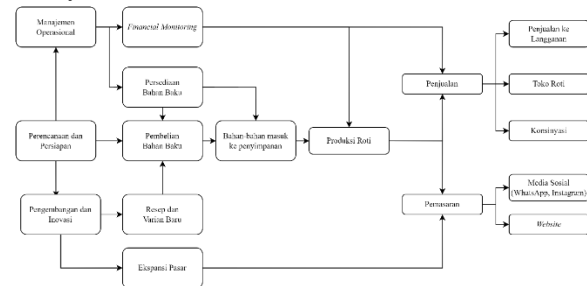 Manajemen
Operasional
Financial Monitoring
Persediaan
Bahan Baku
Perencanaan dan
Persiapan
Pembelian
Bahan Baku
Bahan-bahan masuk
ke penyimpanan
Produksi Roti
Pengembangan dan
Inovasi
Resep dan
Varian Baru
Ekspansi Pasar
Penjualan
Penjualan ke
Langganan
Toko Roti
Kominyasi
Pemasaran
Media Sosial
(WhatsApp, Instagram)
Website